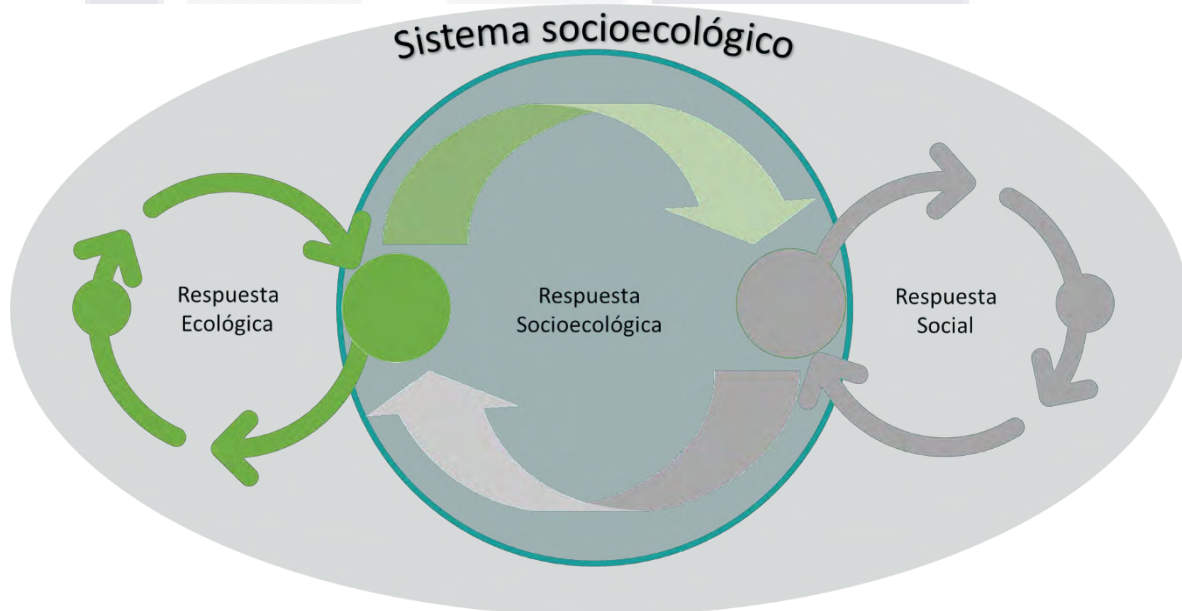 Sistema socioecológico
Respuesta
Ecológica
Respuesta
Socioecológica
Respuesta
Social